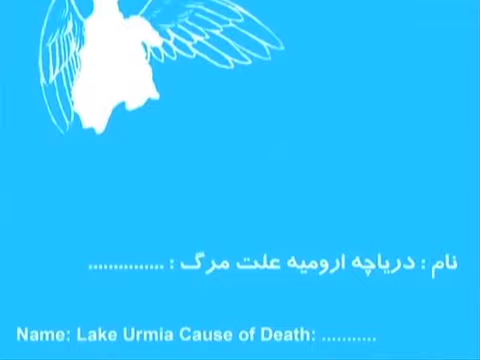 نام : دریاچه ارومیه علت مرگ : ...............
Name: Lake Urmia Cause of Death: ...........